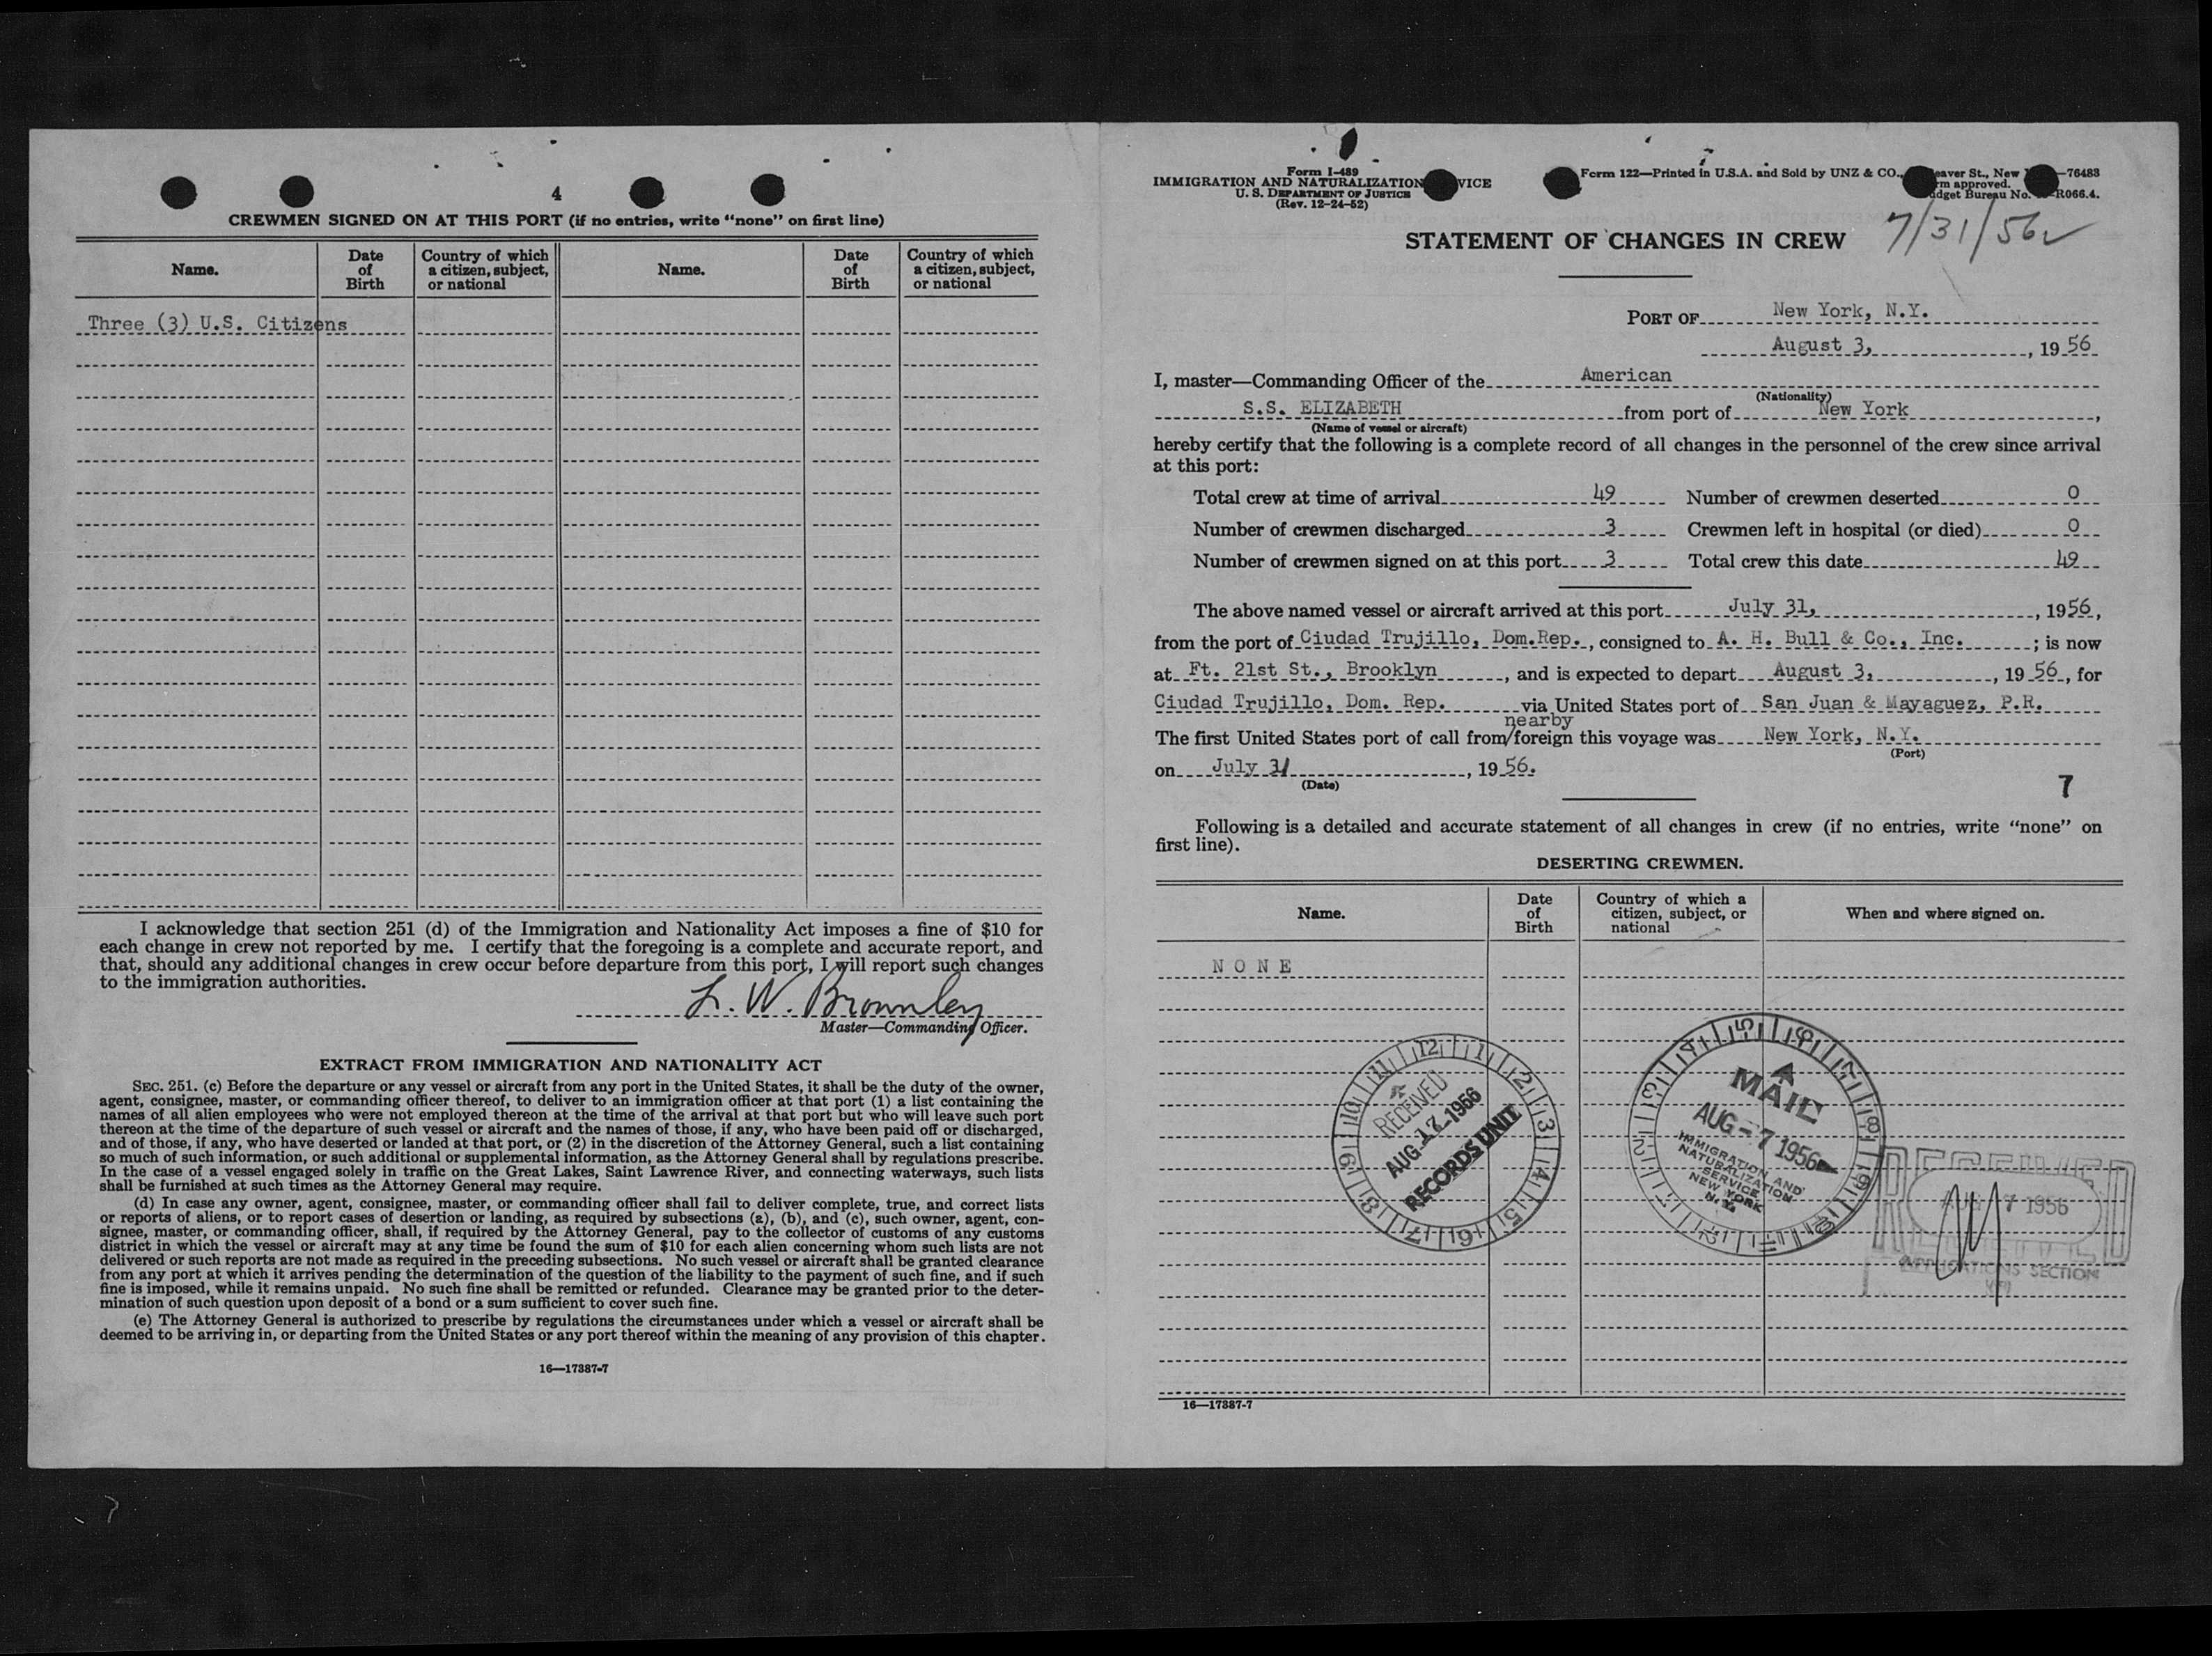 4
CREWMEN SIGNED ON AT THIS PORT (if no entries, write "none" on first line)
Name. Date of Birth Country of which a citizen, subject, or national Name. Date of Birth Country of which a citizen, subject, or national
Three (3) U.S. Citizens
I acknowledge that section 251 (d) of the Immigration and Nationality Act imposes a fine of $10 for
each change in crew not reported by me. I certify that the foregoing is a complete and accurate report, and
that, should any additional changes in crew occur before departure from this port, I will report such changes
to the immigration authorities.
L. W. Brownley
Master—Commanding Officer.
EXTRACT FROM IMMIGRATION AND NATIONALITY ACT
SEC. 251. (c) Before the departure or any vessel or aircraft from any port in the United States, it shall be the duty of the owner,
agent, consignee, master, or commanding officer thereof, to deliver to an immigration officer at that port (1) a list containing the
names of all alien employees who were not employed thereon at the time of the arrival at that port but who will leave such port
thereon at the time of the departure of such vessel or aircraft and the names of those, if any, who have been paid off or discharged,
and of those, if any, who have deserted or landed at that port, or (2) in the discretion of the Attorney General, such a list containing
so much of such information, or such additional or supplemental information, as the Attorney General shall by regulations prescribe.
In the case of a vessel engaged solely in traffic on the Great Lakes, Saint Lawrence River, and connecting waterways, such lists
shall be furnished at such times as the Attorney General may require.
(d) In case any owner, agent, consignee, master, or commanding officer shall fail to deliver complete, true, and correct lists
or reports of aliens, or to report cases of desertion or landing, as required by subsections (a), (b), and (c), such owner, agent, con-
signee, master, or commanding officer, shall, if required by the Attorney General, pay to the collector of customs of any customs
district in which the vessel or aircraft may at any time be found the sum of $10 for each alien concerning whom such lists are not
delivered or such reports are not made as required in the preceding subsections. No such vessel or aircraft shall be granted clearance
from any port at which it arrives pending the determination of the question of the liability to the payment of such fine, and if such
fine is imposed, while it remains unpaid. No such fine shall be remitted or refunded. Clearance may be granted prior to the deter-
mination of such question upon deposit of a bond or a sum sufficient to cover such fine.
(e) The Attorney General is authorized to prescribe by regulations the circumstances under which a vessel or aircraft shall be
deemed to be arriving in, or departing from the United States or any port thereof within the meaning of any provision of this chapter.
16—17387-7
Form I-489
IMMIGRATION AND NATURALIZATION VICE
U. S. DEPARTMENT OF JUSTICE
(Rev. 12-24-52)
Form 122—Printed in U.S.A. and Sold by UNZ & CO., eaver St., New —76483
rm approved.
dget Bureau No. R066.4.
7/31/56
STATEMENT OF CHANGES IN CREW
PORT OF New York, N.Y.
August 3, , 19 56
I, master—Commanding Officer of the American
(Nationality)
S.S. ELIZABETH from port of New York ,
(Name of vessel or aircraft)
hereby certify that the following is a complete record of all changes in the personnel of the crew since arrival
at this port:
Total crew at time of arrival 49 Number of crewmen deserted 0
Number of crewmen discharged 3 Crewmen left in hospital (or died) 0
Number of crewmen signed on at this port 3 Total crew this date 49
The above named vessel or aircraft arrived at this port July 31, , 1956,
from the port of Ciudad Trujillo, Dom.Rep. , consigned to A. H. Bull & Co., Inc. ; is now
at Ft. 21st St., Brooklyn , and is expected to depart August 3, , 19 56 , for
Ciudad Trujillo, Dom. Rep. via United States port of San Juan & Mayaguez, P.R.
nearby
The first United States port of call from/foreign this voyage was New York, N.Y.
(Port)
on July 31 , 19 56.
(Date)
7
Following is a detailed and accurate statement of all changes in crew (if no entries, write "none" on
first line).
DESERTING CREWMEN.
Name. Date of Birth Country of which a citizen, subject, or national When and where signed on.
NONE
RECEIVED
AUG 17 1956
RECORDS UNIT
MAIL
AUG - 7 1956
IMMIGRATION AND
NATURALIZATION
SERVICE
NEW YORK
N.Y.
RECEIVED
AUG 7 1956
APPLICATIONS SECTION
16—17387-7